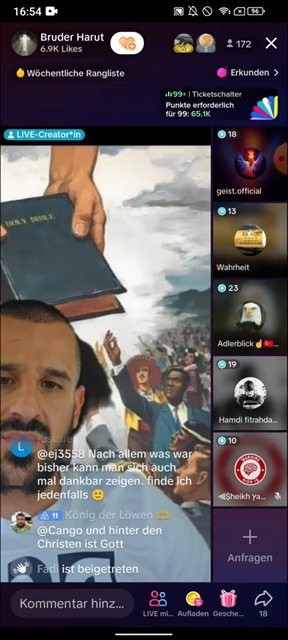 16:54
96
Bruder Harut
6.9K Likes
172
Wöchentliche Rangliste
Erkunden
99+ | Ticketschalter
Punkte erforderlich
für 99: 65.1K
LIVE-Creator*in
HOLY BIBLE
18
geist.official
13
Wahrheit
23
Adlerblick
19
Hamdi fitrahda...
10
Sheikh ya...
L
@ej3558 Nach allem was war
bisher kann man sich auch
mal dankbar zeigen. finde ich
jedenfalls 🙂
11 König der Löwen
@Cango und hinter den
Christen ist Gott
Fadi ist beigetreten
Anfragen
Kommentar hinz...
LIVE mi...
Aufladen
Gesche...
18